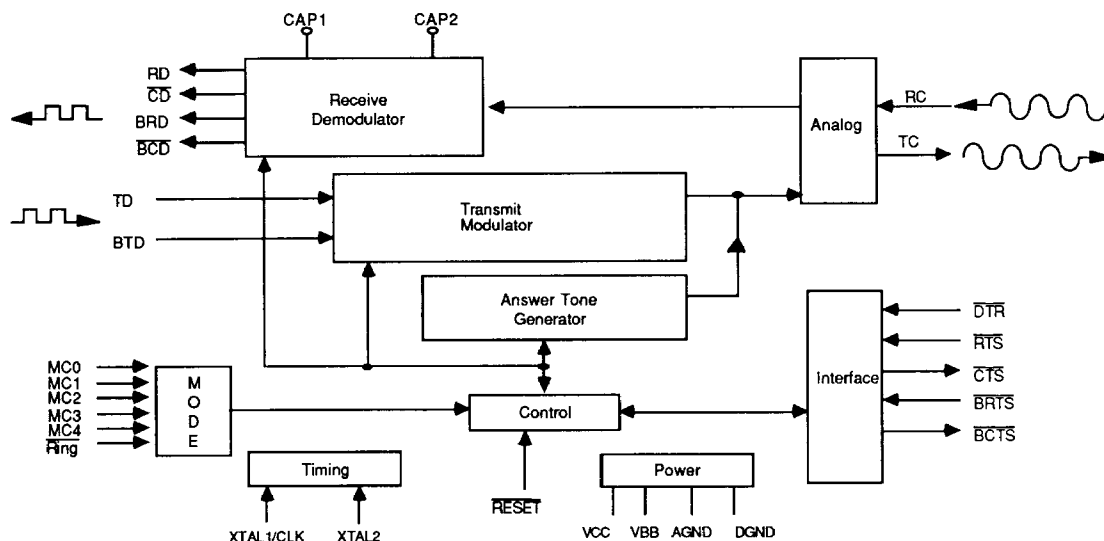 CAP1 CAP2
RD
CD
BRD
BCD
Receive
Demodulator
Analog
RC
TC
TD
BTD
Transmit
Modulator
Answer Tone
Generator
MC0
MC1
MC2
MC3
MC4
Ring
M
O
D
E
Control
Interface
DTR
RTS
CTS
BRTS
BCTS
Timing
Power
RESET
XTAL1/CLK XTAL2
VCC VBB AGND DGND